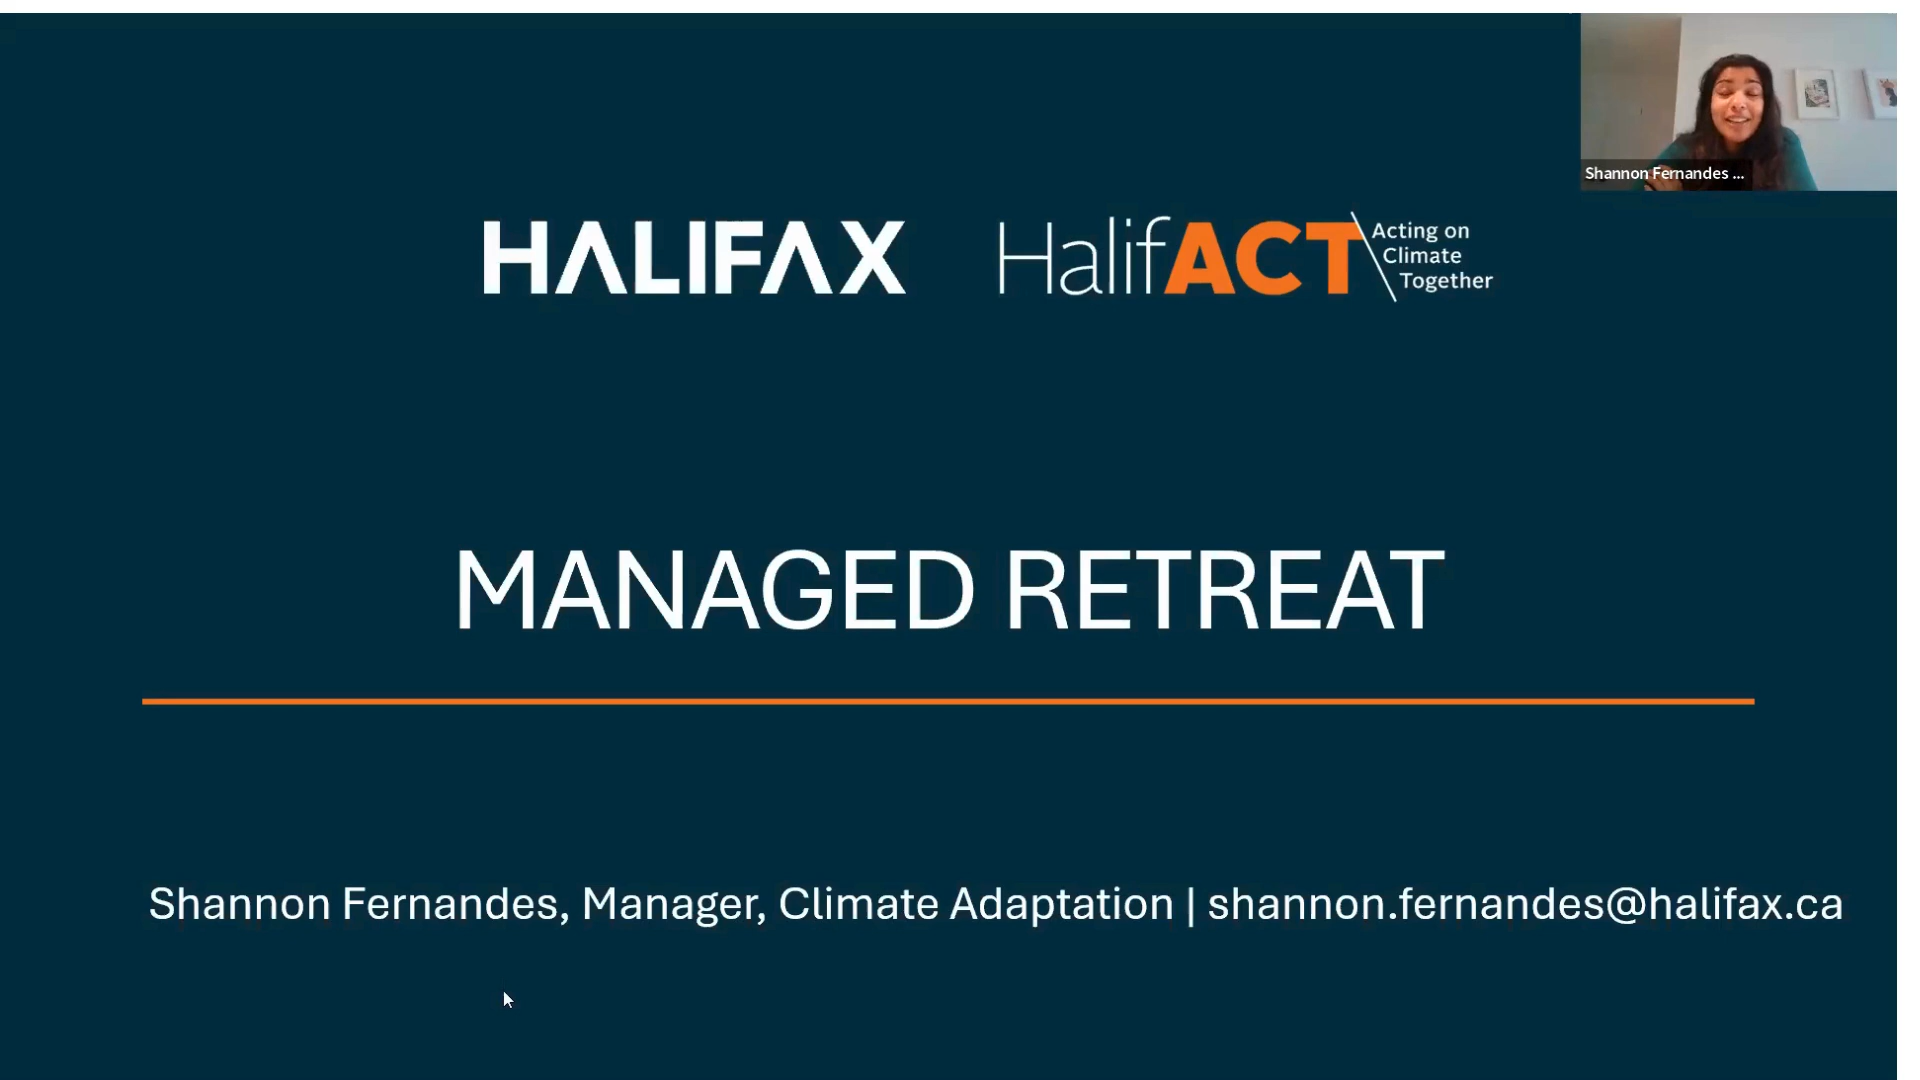 Shannon Fernandes ...
HALIFAX
HalifACT
Acting on
Climate
Together
MANAGED RETREAT
Shannon Fernandes, Manager, Climate Adaptation | shannon.fernandes@halifax.ca